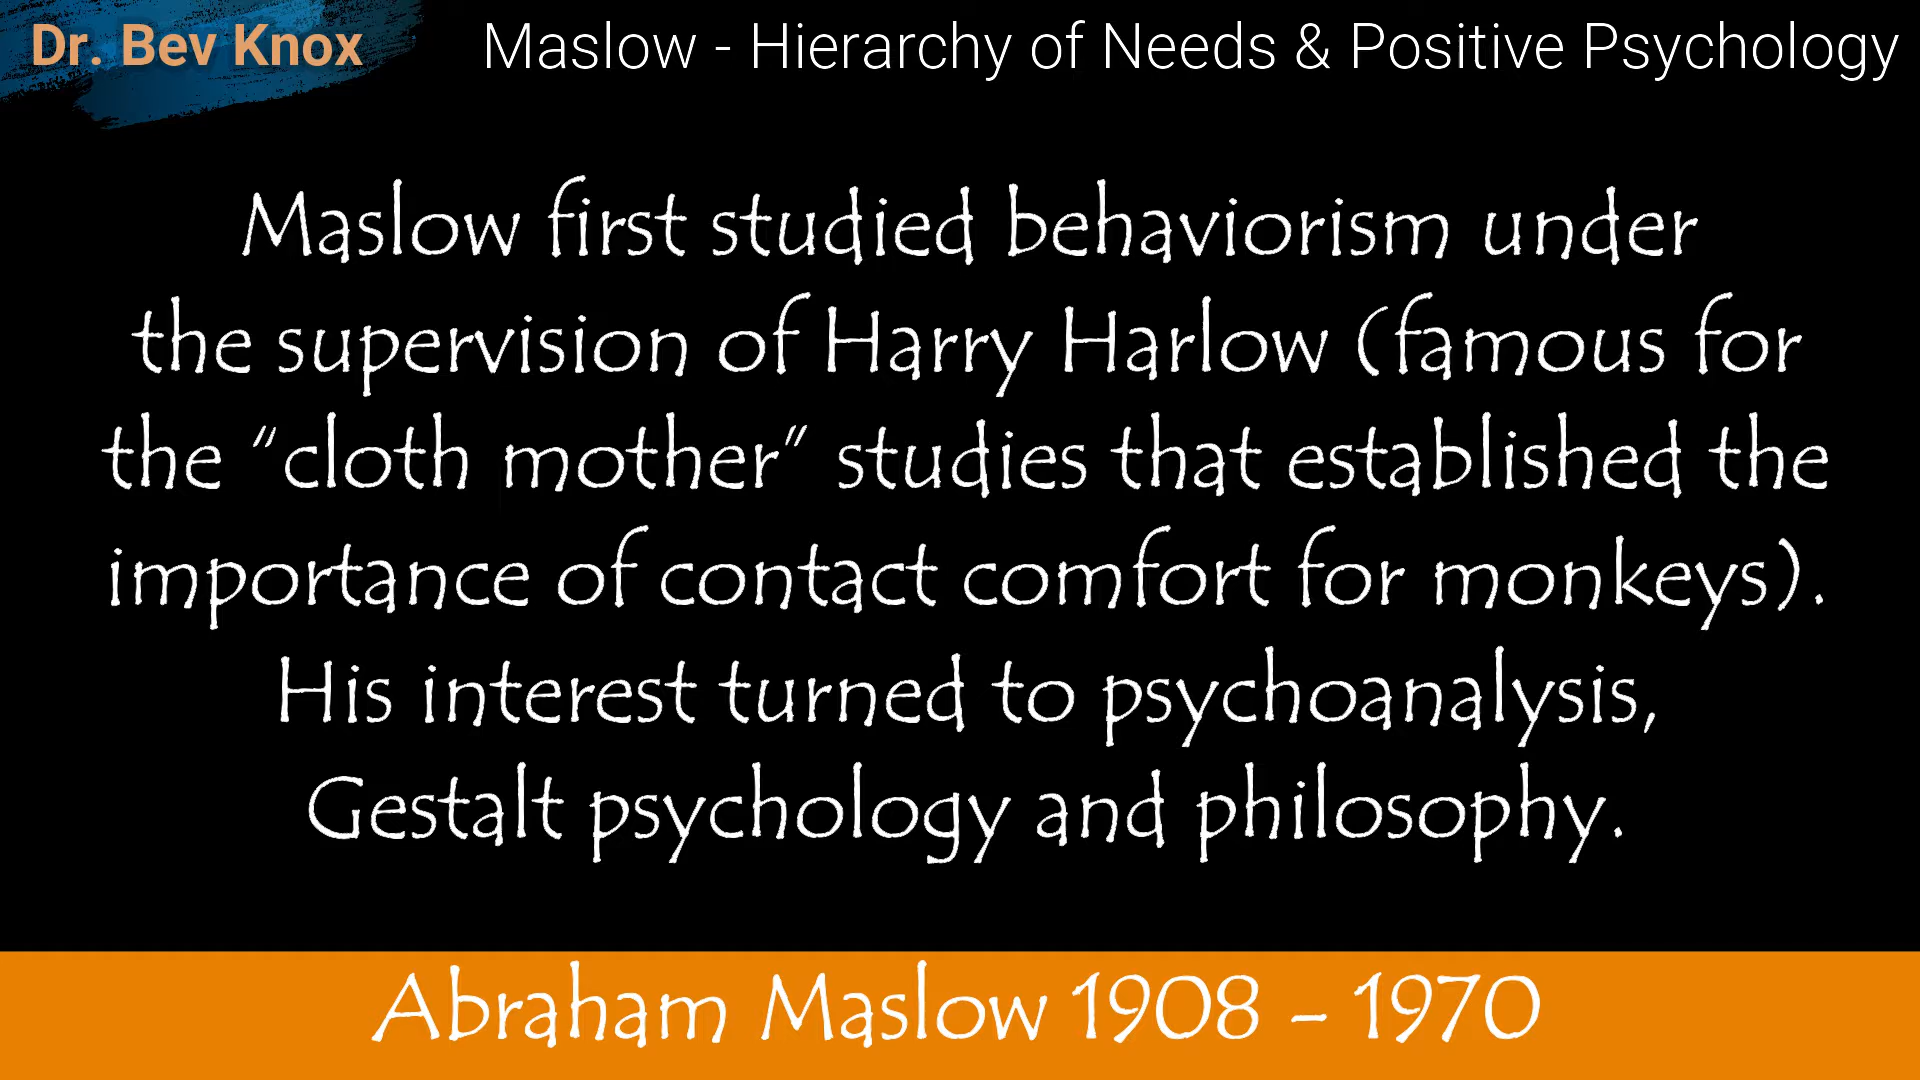 Dr. Bev Knox
Maslow - Hierarchy of Needs & Positive Psychology
Maslow first studied behaviorism under
the supervision of Harry Harlow (famous for
the "cloth mother" studies that established the
importance of contact comfort for monkeys).
His interest turned to psychoanalysis,
Gestalt psychology and philosophy.
Abraham Maslow 1908 - 1970